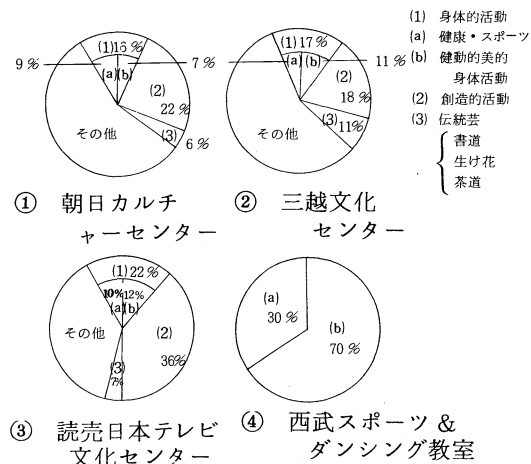 (1)16%
9%
(a)
(b)
7%
(2)
22%
(3)
6%
その他
① 朝日カルチ
ャーセンター
(1)17%
(a)
(b)
11%
(2)
18%
(3)11%
その他
② 三越文化
センター
(1) 身体的活動
(a) 健康・スポーツ
(b) 健動的美的
身体活動
(2) 創造的活動
(3) 伝統芸
書道
生け花
茶道
(1)22%
10%
12%
(a)
(b)
その他
(2)
36%
(3)
7%
③ 読売日本テレビ
文化センター
(a)
30%
(b)
70%
④ 西武スポーツ&
ダンシング教室